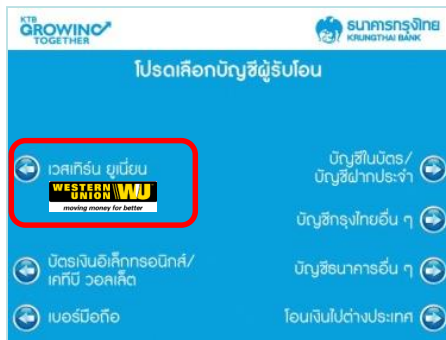 KTB
GROWING
TOGETHER
ธนาคารกรุงไทย
KRUNGTHAI BANK
โปรดเลือกบัญชีผู้รับโอน
เวสเทิร์น ยูเนี่ยน
WESTERN
UNION WU
moving money for better
บัตรเงินอิเล็กทรอนิกส์/
เคทีบี วอลเล็ต
เบอร์มือถือ
บัญชีในบัตร/
บัญชีฝากประจำ
บัญชีกรุงไทยอื่น ๆ
บัญชีธนาคารอื่น ๆ
โอนเงินไปต่างประเทศ